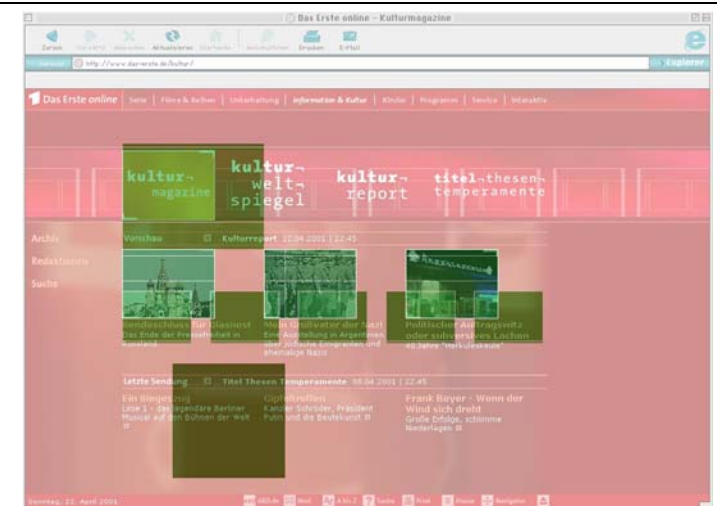 Das Erste online - Kulturmagazine
Zurück Aktualisieren Drucken E-Mail
http://www.das-erste.de/kultur/
Explorer
1 Das Erste online | Serie | Filme & Reihen | Unterhaltung | Information & Kultur | Kinder | Programm | Service | Interaktiv
kultur¬ magazine
kultur¬ welt¬ spiegel
kultur¬ report
titel¬thesen¬ temperamente
Archiv
Redaktionen
Suche
Vorschau Kulturreport 22.04.2001 | 22.45
Sendeschluss für Glasnost
Das Ende der Pressefreiheit in
Russland
Mein Großvater der Nazi
Eine Ausstellung in Argentinien
über jüdische Emigranten und
ehemalige Nazis
Politischer Auftragswitz
oder subversives Lachen
40 Jahre "Herkuleskeule"
Letzte Sendung Titel Thesen Temperamente 08.04.2001 | 22.45
Ein Siegeszug
Linie 1 - das legendäre Berliner
Musical auf den Bühnen der Welt
Gipfeltreffen
Kanzler Schröder, Präsident
Putin und die Beutekunst
Frank Beyer - Wenn der
Wind sich dreht
Große Erfolge, schlimme
Niederlagen
Sonntag, 22. April 2001
ARD.de Mail A bis Z Suche Print Home Navigator